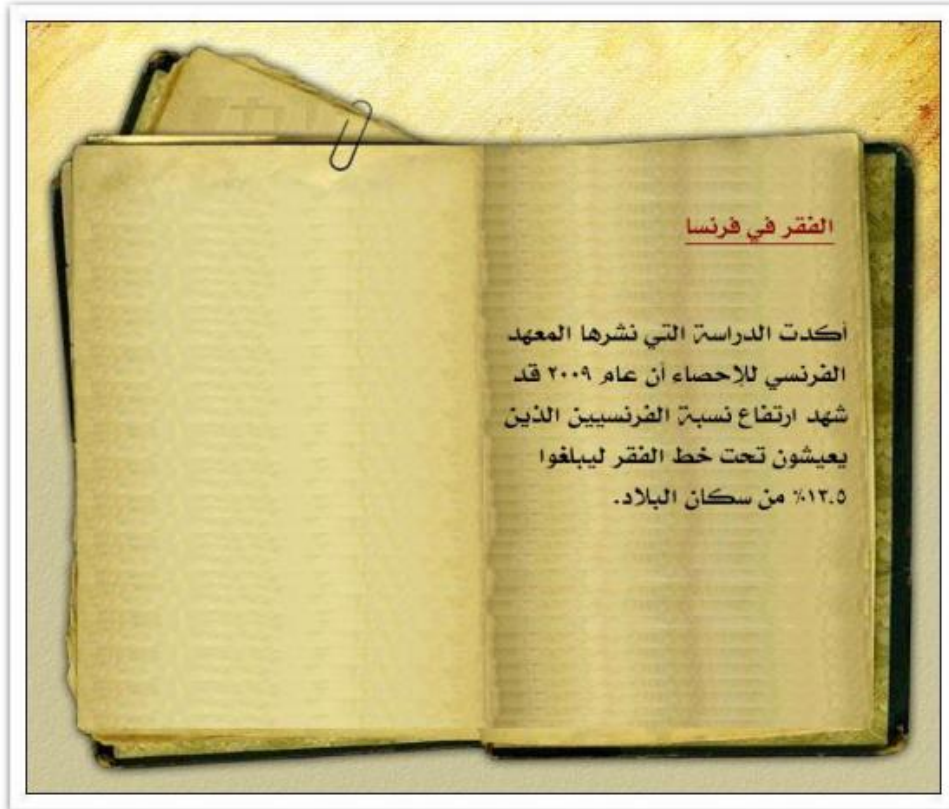 الفقر في فرنسا
أكدت الدراسة التي نشرها المعهد
الفرنسي للإحصاء أن عام ٢٠٠٩ قد
شهد ارتفاع نسبة الفرنسيين الذين
يعيشون تحت خط الفقر ليبلغوا
١٣.٥٪ من سكان البلاد.